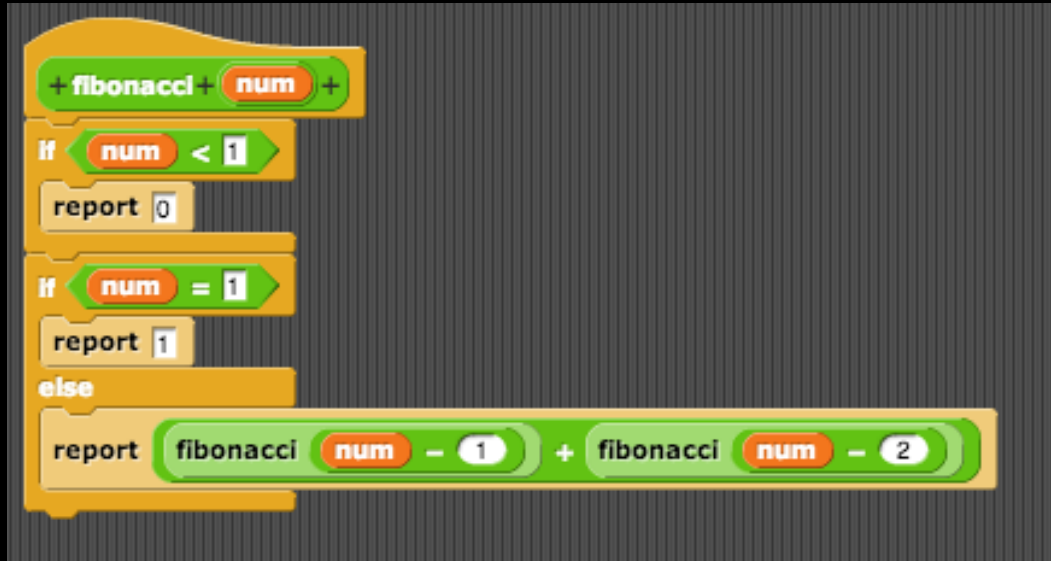 +fibonacci+ num +
if num < 1
report 0
if num = 1
report 1
else
report fibonacci num - 1 + fibonacci num - 2